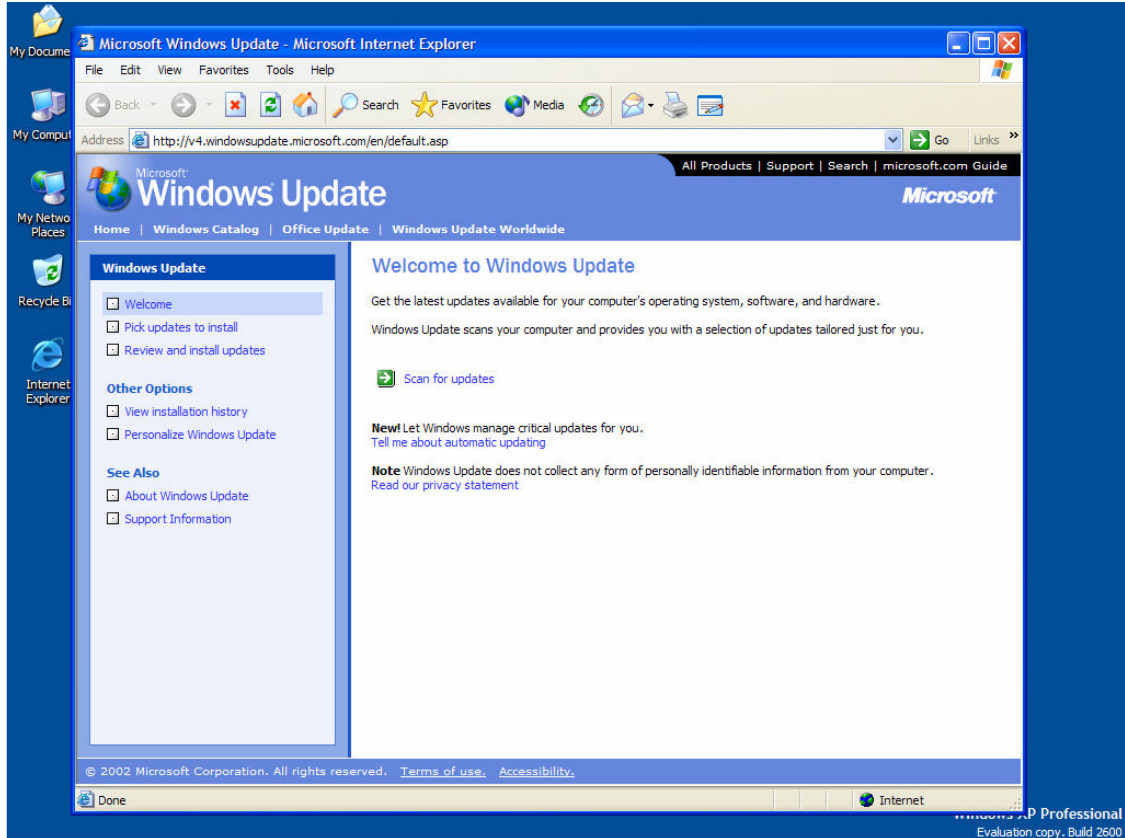 My Docume
My Comput
My Netwo
Places
Recycle Bi
Internet
Explorer
Microsoft Windows Update - Microsoft Internet Explorer
File Edit View Favorites Tools Help
Back Search Favorites Media
Address http://v4.windowsupdate.microsoft.com/en/default.asp Go Links »
All Products | Support | Search | microsoft.com Guide
Microsoft
Windows Update
Microsoft
Home | Windows Catalog | Office Update | Windows Update Worldwide
Windows Update
Welcome
Pick updates to install
Review and install updates
Other Options
View installation history
Personalize Windows Update
See Also
About Windows Update
Support Information
Welcome to Windows Update
Get the latest updates available for your computer's operating system, software, and hardware.
Windows Update scans your computer and provides you with a selection of updates tailored just for you.
Scan for updates
New! Let Windows manage critical updates for you.
Tell me about automatic updating
Note Windows Update does not collect any form of personally identifiable information from your computer.
Read our privacy statement
© 2002 Microsoft Corporation. All rights reserved. Terms of use. Accessibility.
Done Internet
XP Professional
Evaluation copy. Build 2600